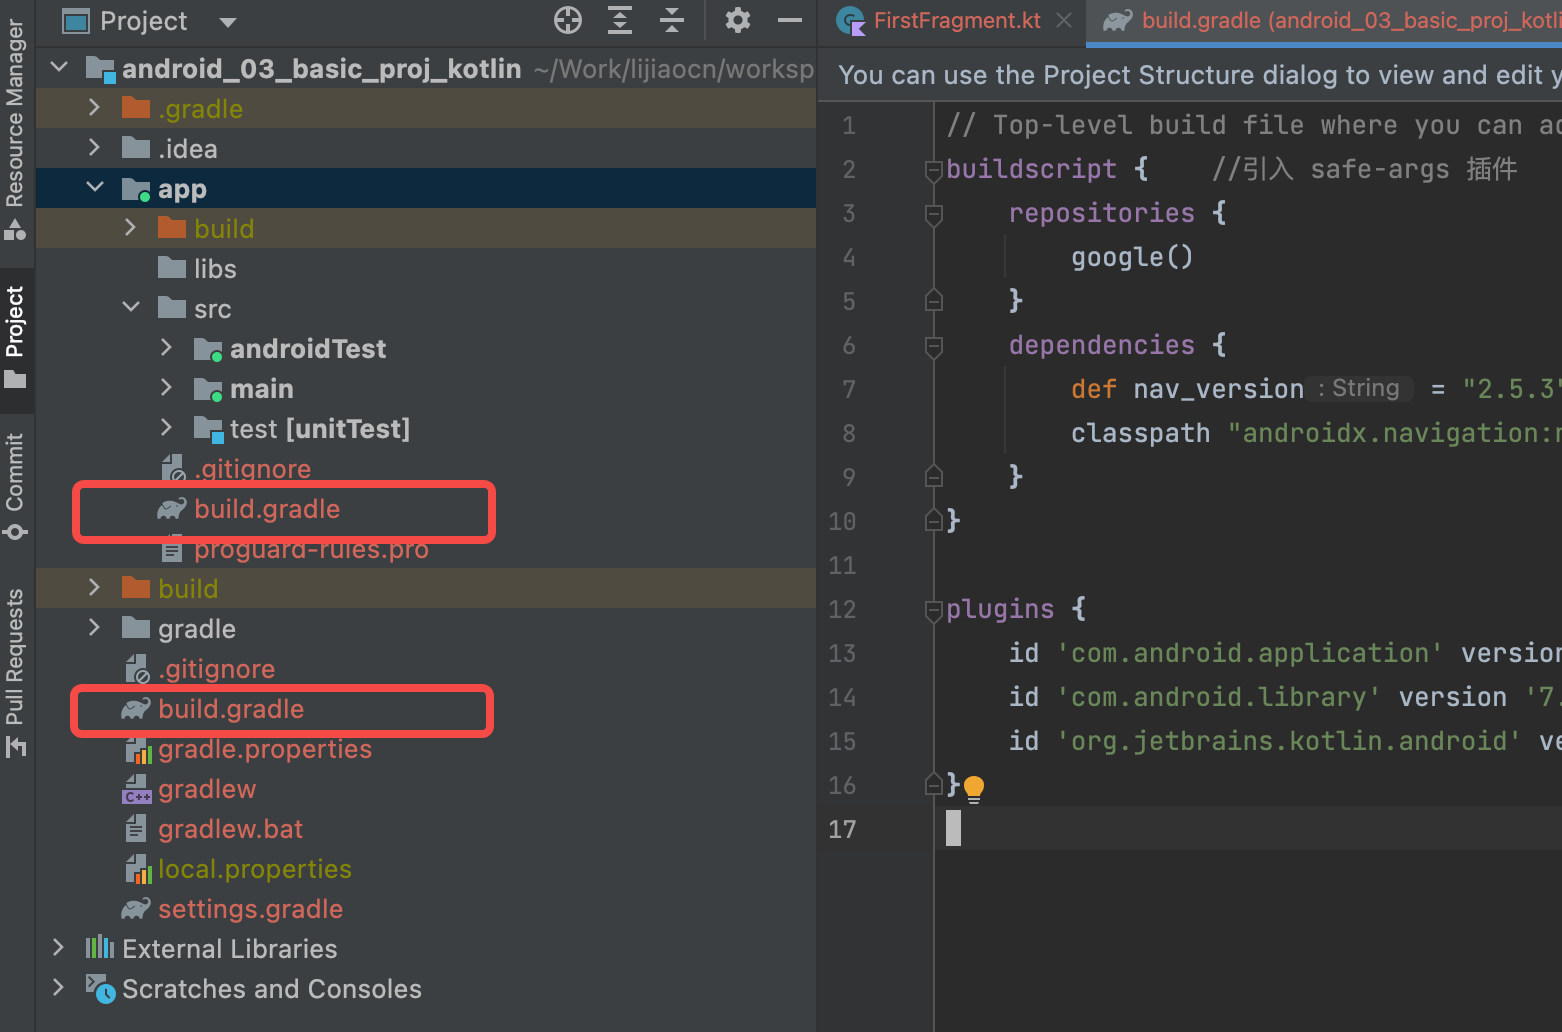 Project
FirstFragment.kt
build.gradle (android_03_basic_proj_kotli
Resource Manager
Project
Commit
Pull Requests
android_03_basic_proj_kotlin ~/Work/lijiaocn/worksp
.gradle
.idea
app
build
libs
src
androidTest
main
test [unitTest]
.gitignore
build.gradle
proguard-rules.pro
build
gradle
.gitignore
build.gradle
gradle.properties
C++
gradlew
gradlew.bat
local.properties
settings.gradle
External Libraries
Scratches and Consoles
You can use the Project Structure dialog to view and edit y
1 // Top-level build file where you can ad
2 buildscript { //引入 safe-args 插件
3 repositories {
4 google()
5 }
6 dependencies {
7 def nav_version : String = "2.5.3"
8 classpath "androidx.navigation:n
9 }
10 }
11
12 plugins {
13 id 'com.android.application' version
14 id 'com.android.library' version '7.
15 id 'org.jetbrains.kotlin.android' ve
16 }
17